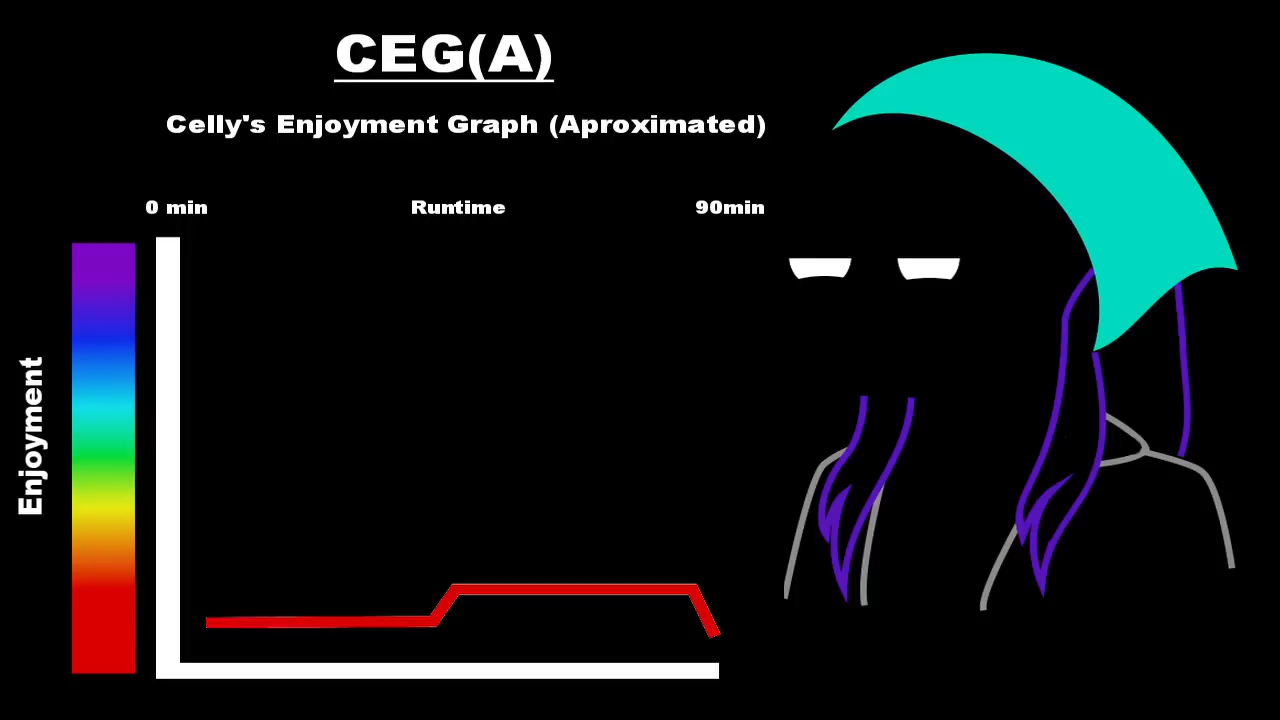 CEG(A)
Celly's Enjoyment Graph (Aproximated)
0 min
Runtime
90min
Enjoyment